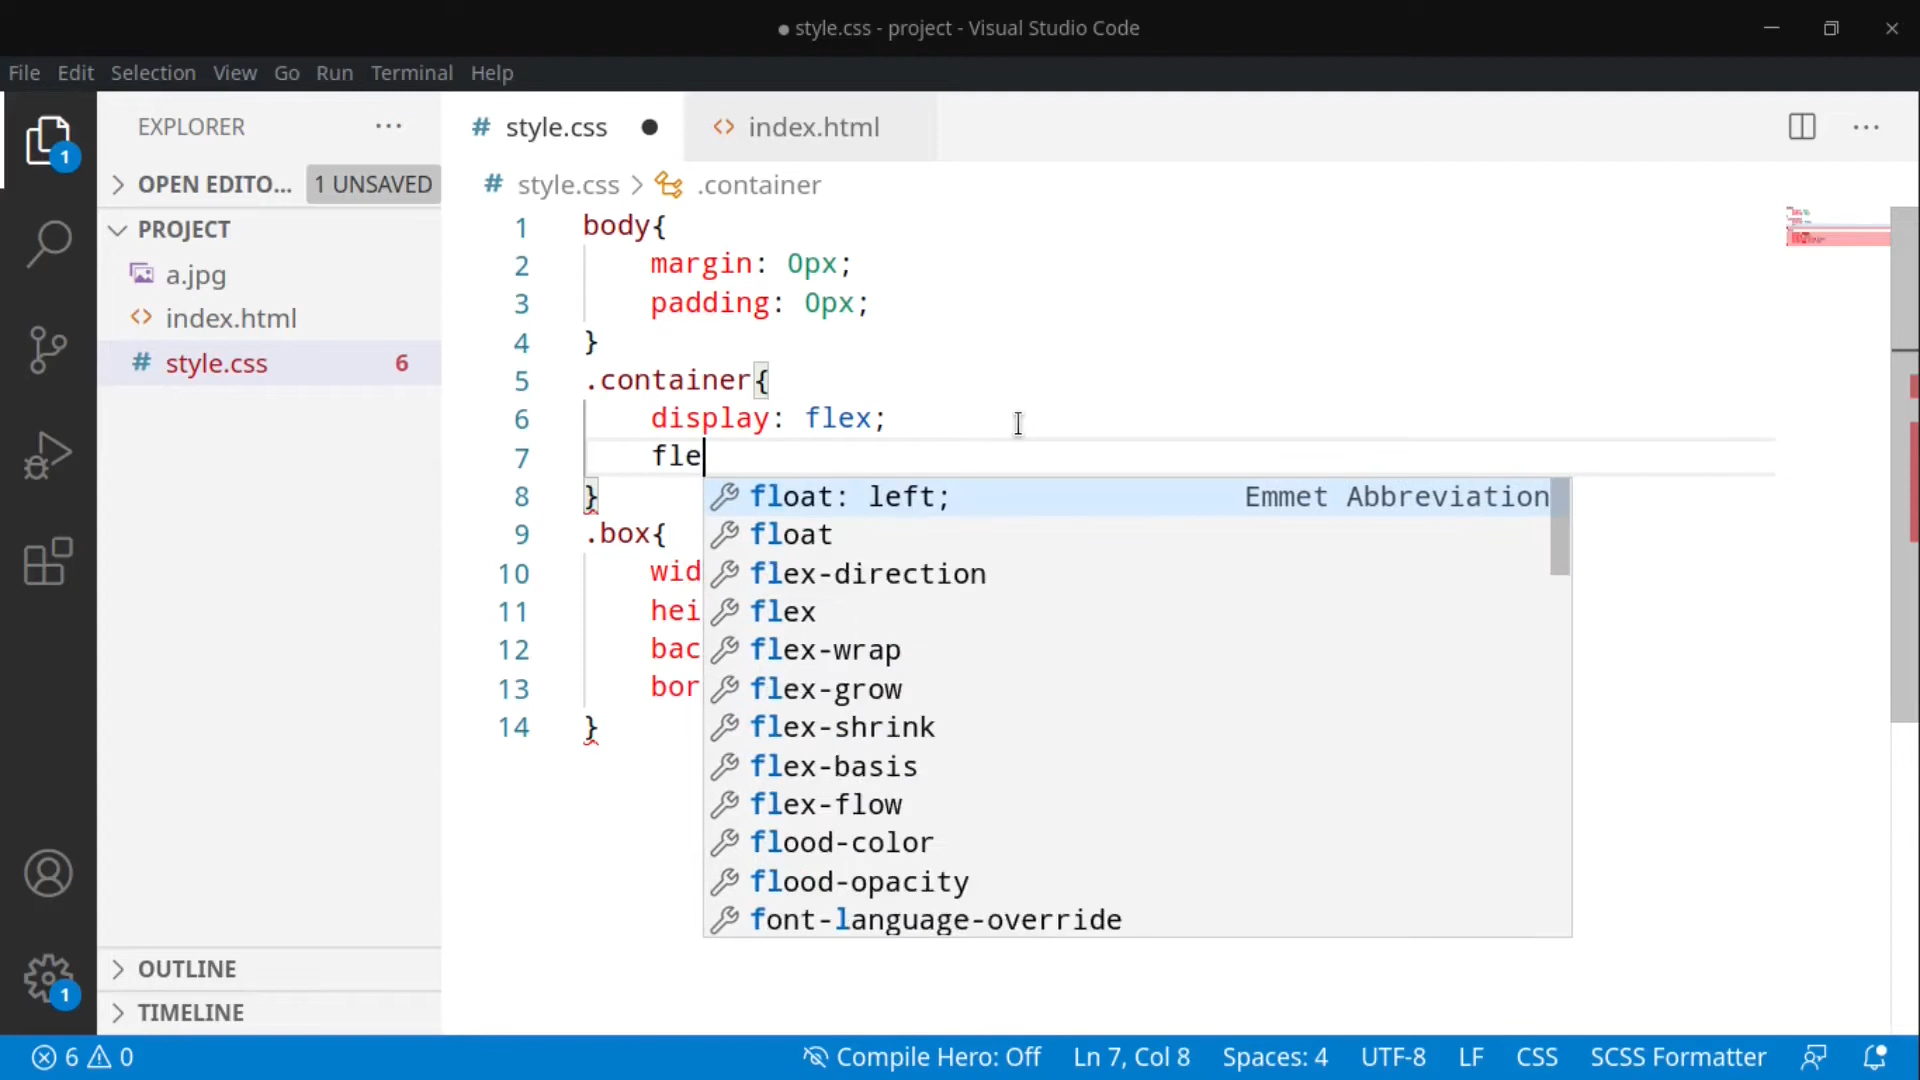 ● style.css - project - Visual Studio Code
File Edit Selection View Go Run Terminal Help
EXPLORER ···
# style.css ●
<> index.html
1
OPEN EDITO... 1 UNSAVED
# style.css > .container
PROJECT
a.jpg
<> index.html
# style.css 6
1 body{
2 margin: 0px;
3 padding: 0px;
4 }
5 .container{
6 display: flex;
7 fle
8 }
9 .box{
10 wid
11 hei
12 bac
13 bor
14 }
float: left; Emmet Abbreviation
float
flex-direction
flex
flex-wrap
flex-grow
flex-shrink
flex-basis
flex-flow
flood-color
flood-opacity
font-language-override
OUTLINE
1
TIMELINE
6 0 Compile Hero: Off Ln 7, Col 8 Spaces: 4 UTF-8 LF CSS SCSS Formatter